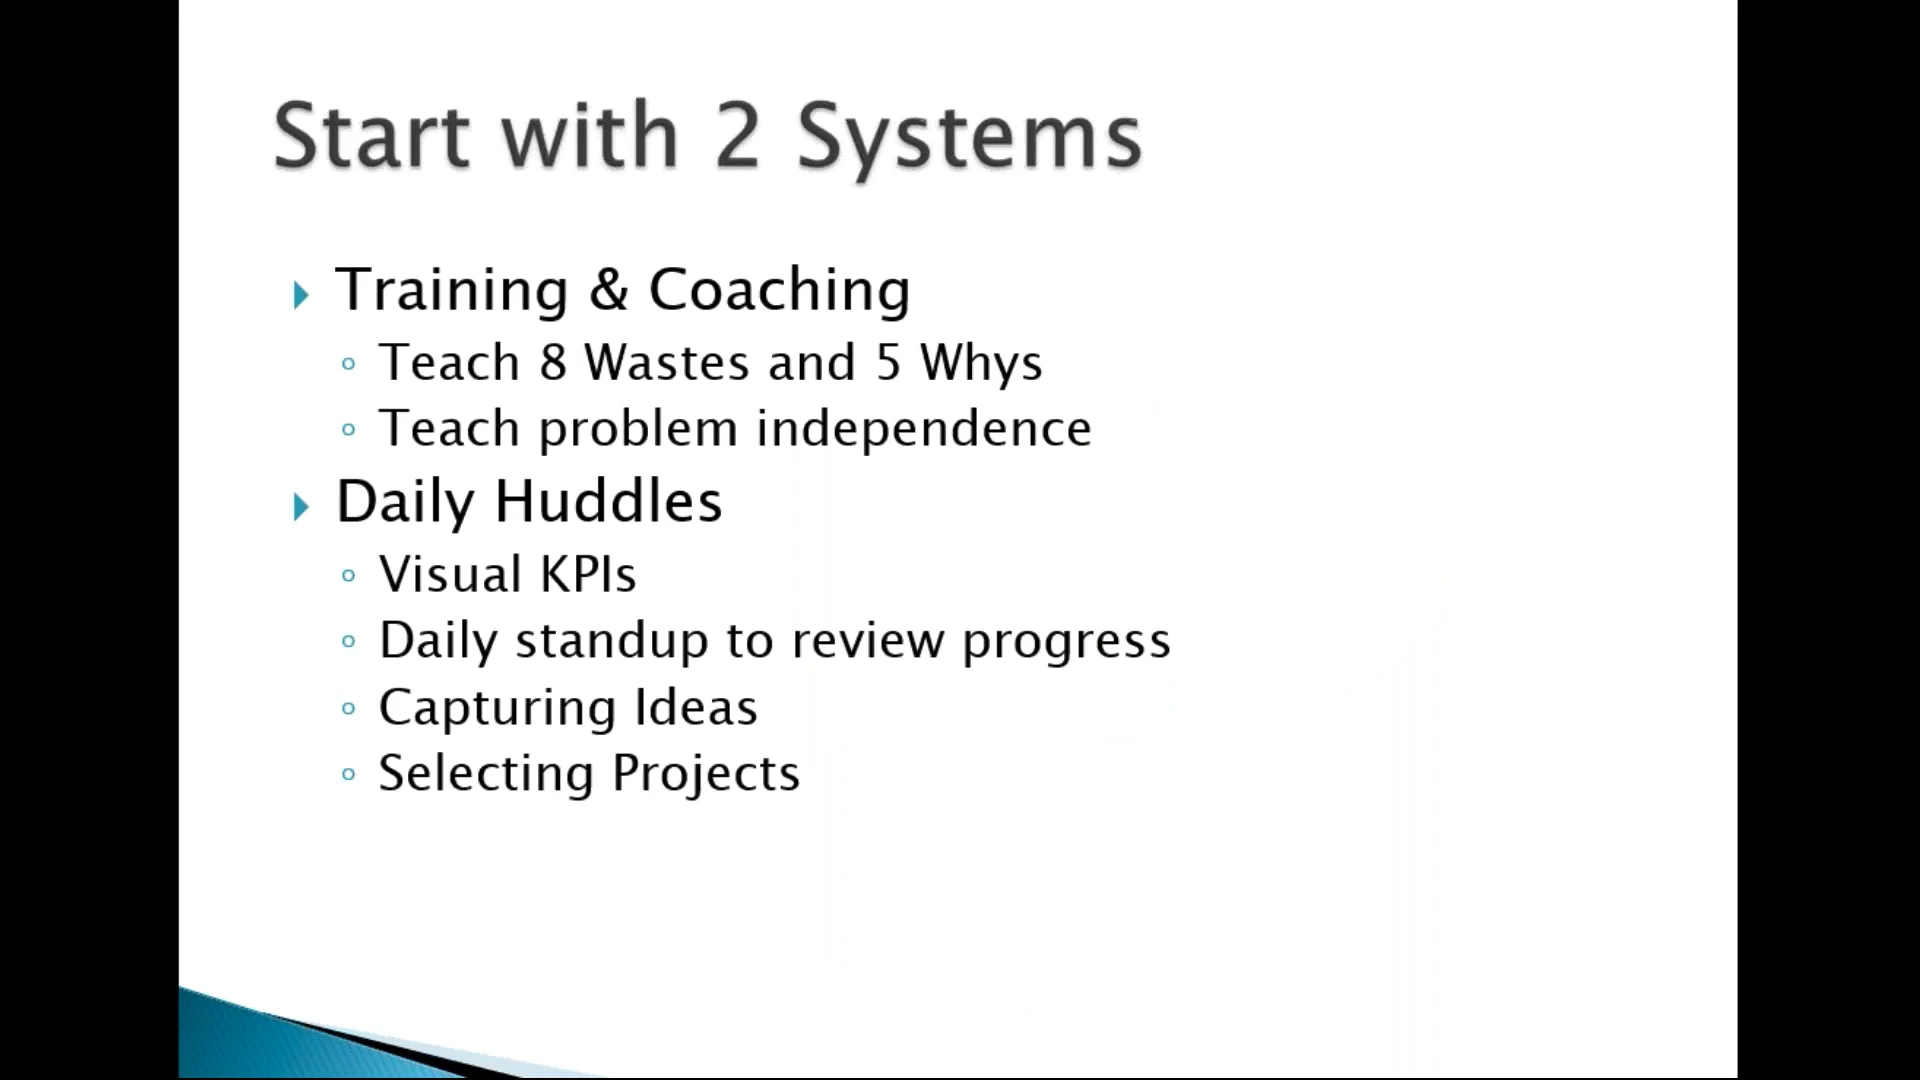 Start with 2 Systems
Training & Coaching
Teach 8 Wastes and 5 Whys
Teach problem independence
Daily Huddles
Visual KPIs
Daily standup to review progress
Capturing Ideas
Selecting Projects